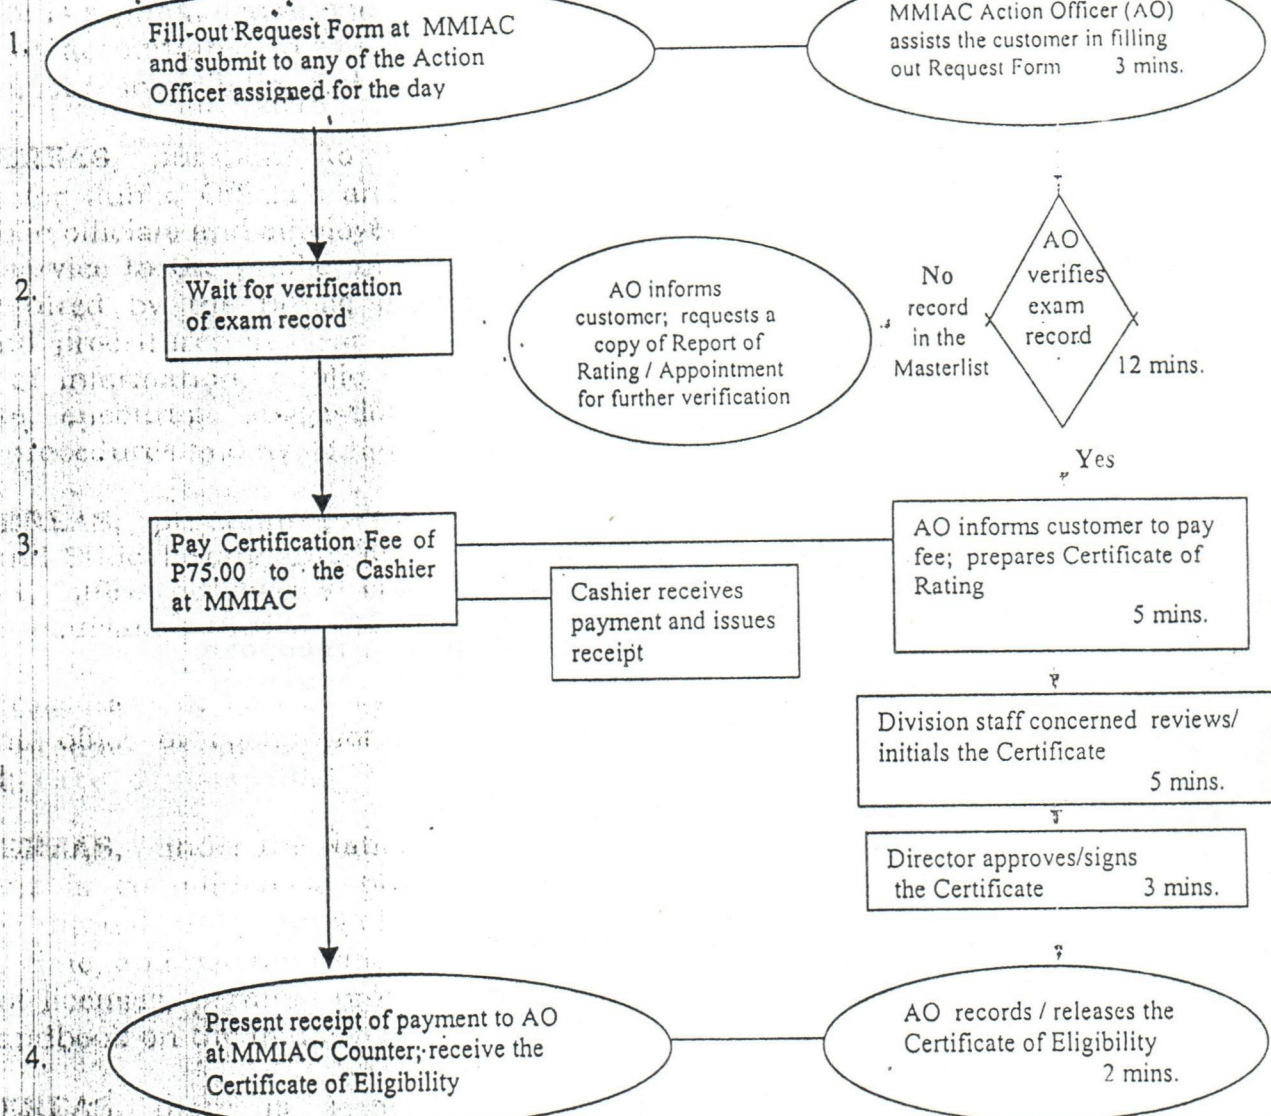 1.
Fill-out Request Form at MMIAC
and submit to any of the Action
Officer assigned for the day
MMIAC Action Officer (AO)
assists the customer in filling
out Request Form 3 mins.
2.
Wait for verification
of exam record
AO informs
customer; requests a
copy of Report of
Rating / Appointment
for further verification
No
record
in the
Masterlist
AO
verifies
exam
record
12 mins.
Yes
3.
Pay Certification Fee of
P75.00 to the Cashier
at MMIAC
Cashier receives
payment and issues
receipt
AO informs customer to pay
fee; prepares Certificate of
Rating
5 mins.
Division staff concerned reviews/
initials the Certificate
5 mins.
Director approves/signs
the Certificate 3 mins.
4.
Present receipt of payment to AO
at MMIAC Counter; receive the
Certificate of Eligibility
AO records / releases the
Certificate of Eligibility
2 mins.